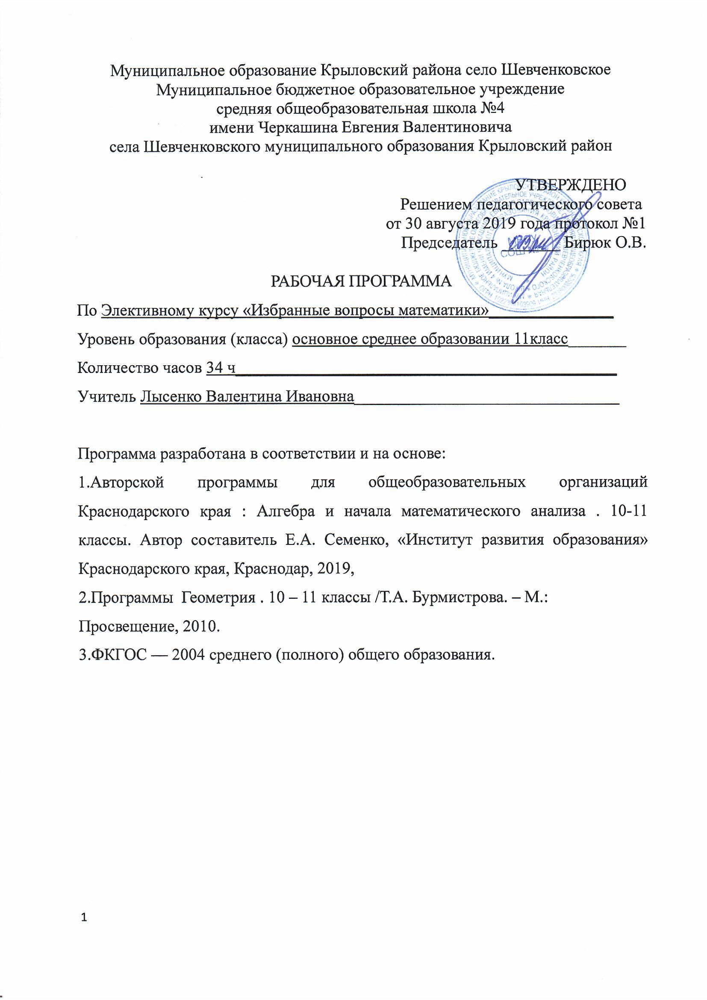 Муниципальное образование Крыловский района село Шевченковское
Муниципальное бюджетное образовательное учреждение
средняя общеобразовательная школа №4
имени Черкашина Евгения Валентиновича
села Шевченковского муниципального образования Крыловский район
УТВЕРЖДЕНО
Решением педагогического совета
от 30 августа 2019 года протокол №1
Председатель _______ Бирюк О.В.
РАБОЧАЯ ПРОГРАММА
По Элективному курсу «Избранные вопросы математики»
Уровень образования (класса) основное среднее образовании 11класс
Количество часов 34 ч
Учитель Лысенко Валентина Ивановна
Программа разработана в соответствии и на основе:
1.Авторской программы для общеобразовательных организаций
Краснодарского края : Алгебра и начала математического анализа . 10-11
классы. Автор составитель Е.А. Семенко, «Институт развития образования»
Краснодарского края, Краснодар, 2019,
2.Программы Геометрия . 10 – 11 классы /Т.А. Бурмистрова. – М.:
Просвещение, 2010.
3.ФКГОС — 2004 среднего (полного) общего образования.
1